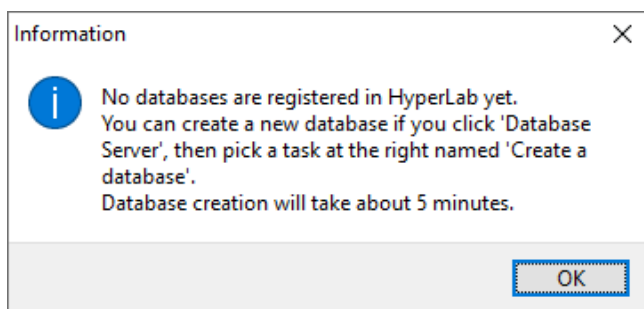 Information
No databases are registered in HyperLab yet.
You can create a new database if you click 'Database
Server', then pick a task at the right named 'Create a
database'.
Database creation will take about 5 minutes.
OK